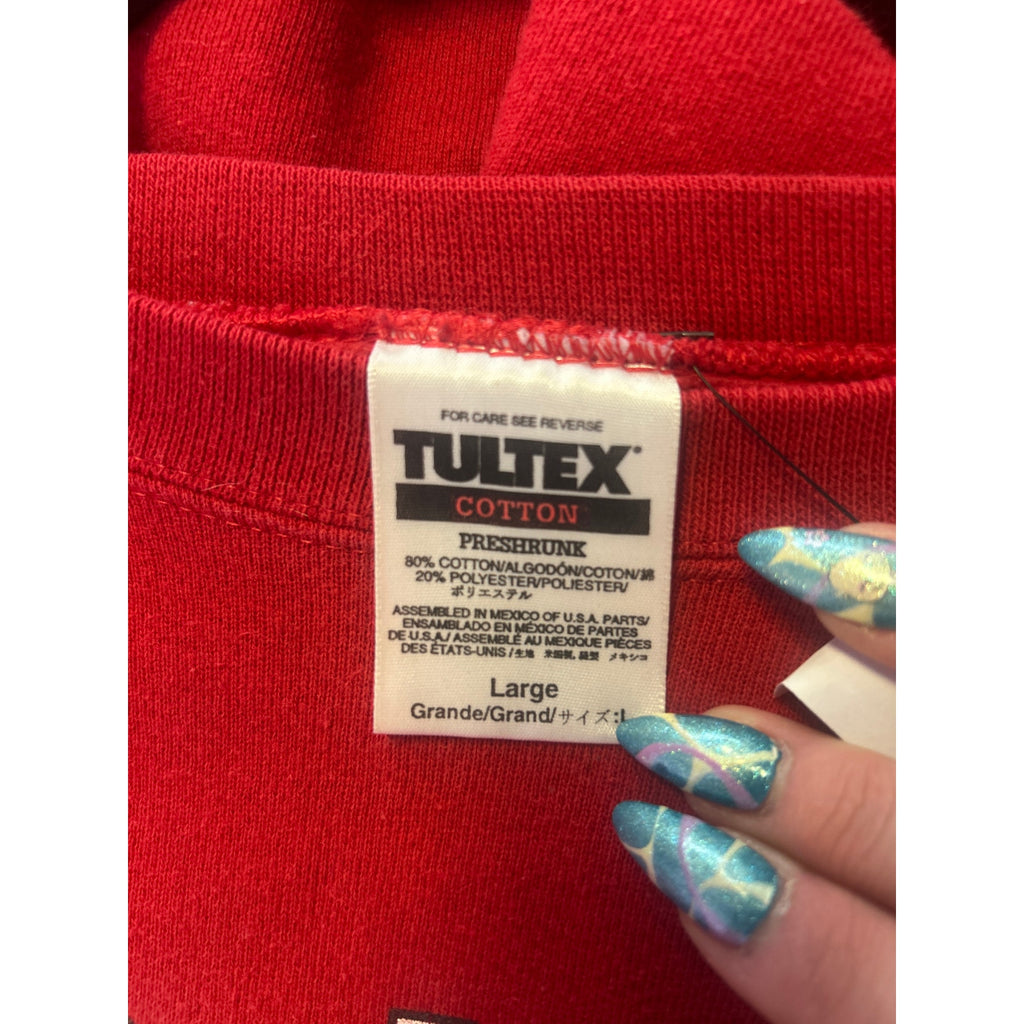 FOR CARE SEE REVERSE
TULTEX
COTTON
PRESHRUNK
80% COTTON/ALGODÓN/COTON/綿
20% POLYESTER/POLIESTER/
ポリエステル
ASSEMBLED IN MEXICO OF U.S.A. PARTS/
ENSAMBLADO EN MÉXICO DE PARTES
DE U.S.A./ ASSEMBLÉ AU MEXIQUE PIÈCES
DES ÉTATS-UNIS /生地 米国製, 縫製 メキシコ
Large
Grande/Grand/サイズ:L